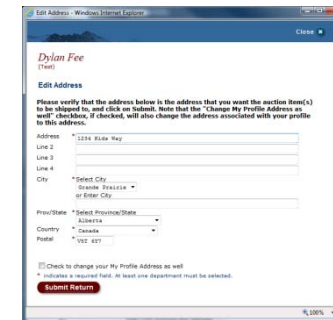 Edit Address - Windows Internet Explorer
Close
Dylan Fee
(Test)
Edit Address
Please verify that the address below is the address that you want the auction item(s)
to be shipped to, and click on Submit. Note that the "Change My Profile Address as
well" checkbox, if checked, will also change the address associated with your profile
to this address.
Address * 1234 Wide Way
Line 2
Line 3
Line 4
City * Select City
Grande Prairie
or Enter City
Prov/State * Select Province/State
Alberta
Country * Canada
Postal *
Check to change your My Profile Address as well
* indicates a required field. At least one department must be selected.
Submit Return
100%